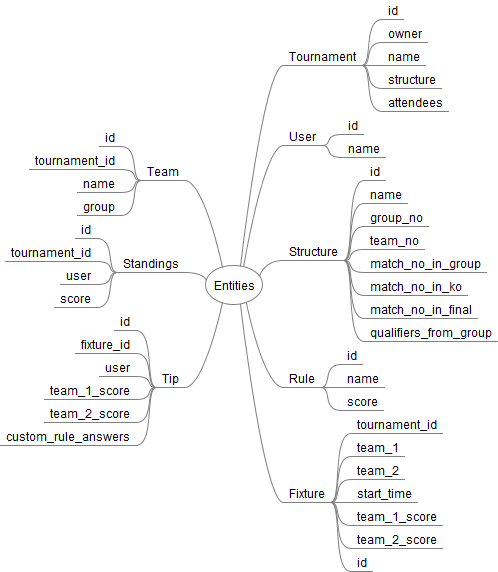 Entities
Tournament
id
owner
name
structure
attendees
User
id
name
Structure
id
name
group_no
team_no
match_no_in_group
match_no_in_ko
match_no_in_final
qualifiers_from_group
Rule
id
name
score
Fixture
tournament_id
team_1
team_2
start_time
team_1_score
team_2_score
id
Team
id
tournament_id
name
group
Standings
id
tournament_id
user
score
Tip
id
fixture_id
user
team_1_score
team_2_score
custom_rule_answers